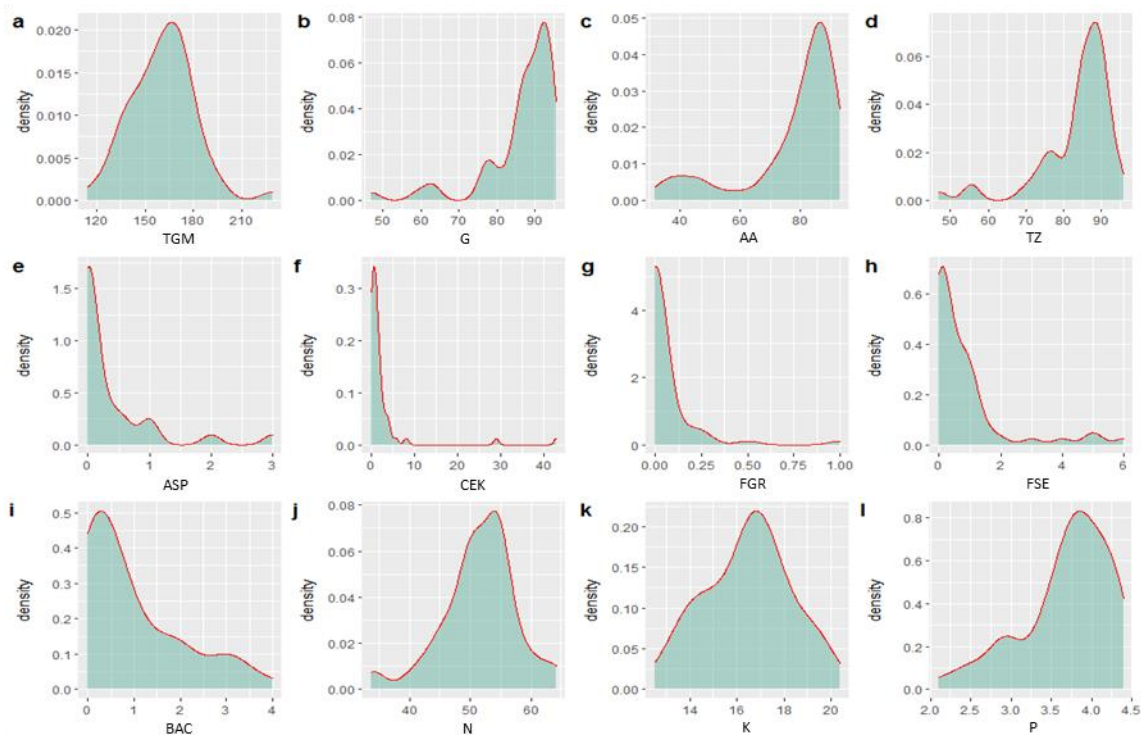 a
density
0.020
0.015
0.010
0.005
0.000
120 150 180 210
TGM
b
density
0.08
0.06
0.04
0.02
0.00
50 60 70 80 90
G
c
density
0.05
0.04
0.03
0.02
0.01
0.00
40 60 80
AA
d
density
0.06
0.04
0.02
0.00
50 60 70 80 90
TZ
e
density
1.5
1.0
0.5
0.0
0 1 2 3
ASP
f
density
0.3
0.2
0.1
0.0
0 10 20 30 40
CEK
g
density
4
2
0
0.00 0.25 0.50 0.75 1.00
FGR
h
density
0.6
0.4
0.2
0.0
0 2 4 6
FSE
i
density
0.5
0.4
0.3
0.2
0.1
0.0
0 1 2 3 4
BAC
j
density
0.08
0.06
0.04
0.02
0.00
40 50 60
N
k
density
0.20
0.15
0.10
0.05
0.00
14 16 18 20
K
l
density
0.8
0.6
0.4
0.2
0.0
2.0 2.5 3.0 3.5 4.0 4.5
P